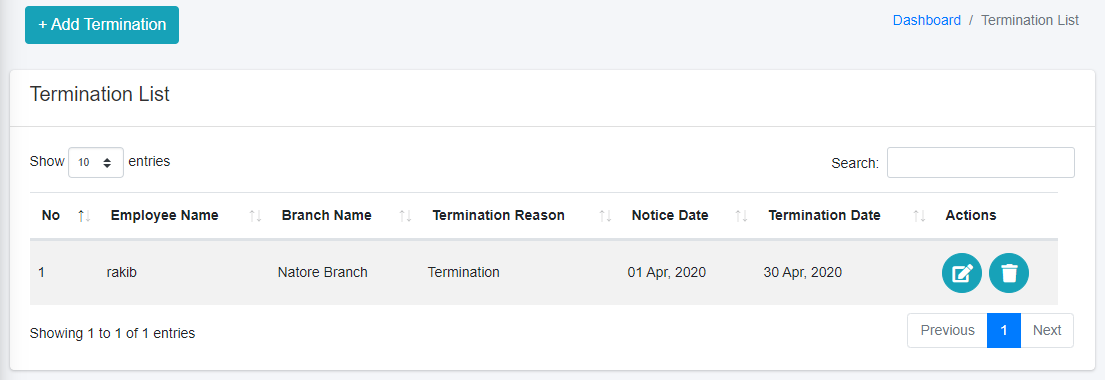 + Add Termination
Dashboard / Termination List
Termination List
Show 10 entries
Search:
No Employee Name Branch Name Termination Reason Notice Date Termination Date Actions
1 rakib Natore Branch Termination 01 Apr, 2020 30 Apr, 2020
Showing 1 to 1 of 1 entries
Previous 1 Next